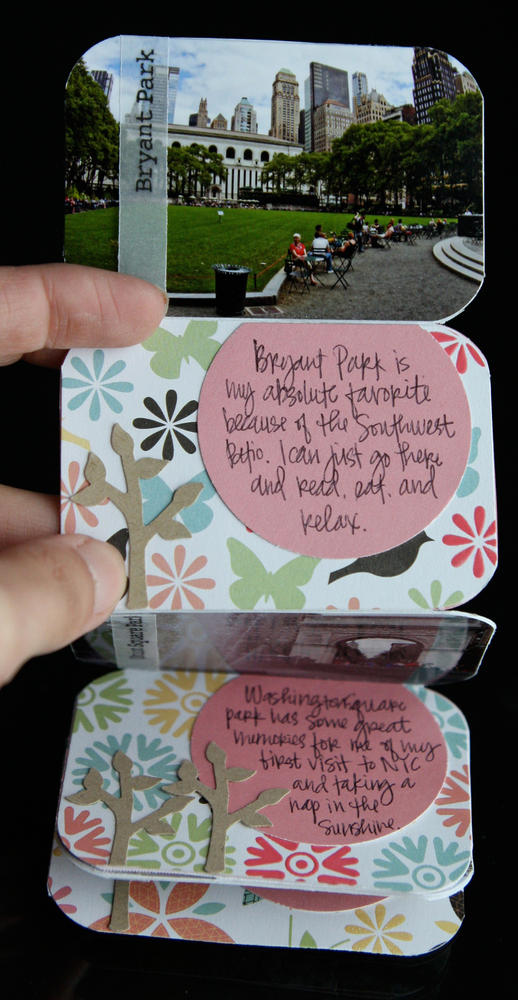 Bryant Park
Bryant Park is
my absolute favorite
because of the Southwest
Patio. I can just go there
and read, eat, and
relax.
Square Park
Washington square
park has some great
memories for me of my
first visit to NYC
and taking a
nap in the
sunshine.